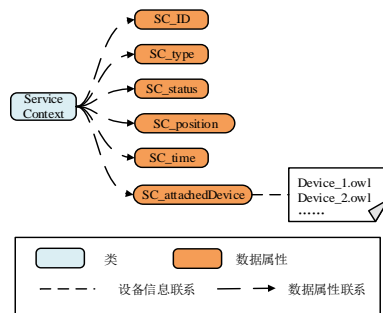 SC_ID
SC_type
SC_status
Service
Context
SC_position
SC_time
SC_attachedDevice
Device_1.owl
Device_2.owl
......
类
数据属性
设备信息联系
数据属性联系